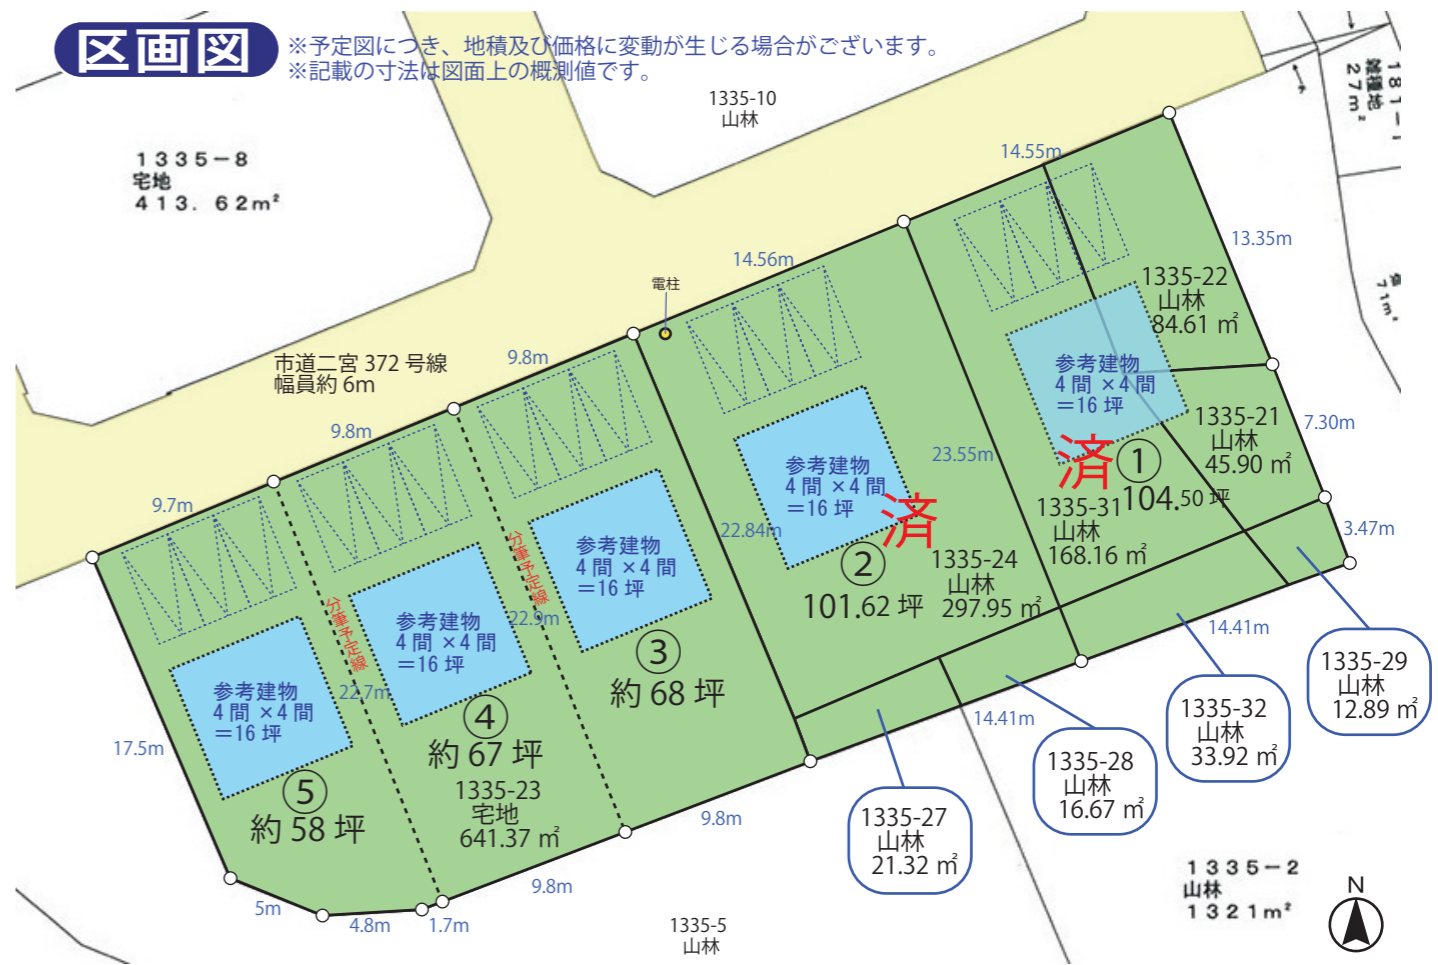 区画図
※予定図につき、地積及び価格に変動が生じる場合がございます。
※記載の寸法は図面上の概測値です。
1335-10
山林
1335-8
宅地
413.62m²
181-1
雑種地
27m²
71m²
14.55m
13.35m
14.56m
電柱
市道二宮 372 号線
幅員約 6m
9.8m
9.8m
9.7m
1335-22
山林
84.61 ㎡
参考建物
4 間 ×4 間
＝16 坪
済
①
104.50 坪
1335-21
山林
45.90 ㎡
7.30m
3.47m
1335-31
山林
168.16 ㎡
23.55m
参考建物
4 間 ×4 間
＝16 坪
済
②
101.62 坪
1335-24
山林
297.95 ㎡
22.84m
参考建物
4 間 ×4 間
＝16 坪
③
約 68 坪
分筆予定線
22.9m
参考建物
4 間 ×4 間
＝16 坪
④
約 67 坪
1335-23
宅地
641.37 ㎡
分筆予定線
22.7m
参考建物
4 間 ×4 間
＝16 坪
⑤
約 58 坪
17.5m
5m
4.8m
1.7m
9.8m
9.8m
14.41m
14.41m
1335-27
山林
21.32 ㎡
1335-28
山林
16.67 ㎡
1335-32
山林
33.92 ㎡
1335-29
山林
12.89 ㎡
1335-5
山林
1335-2
山林
1321m²
N